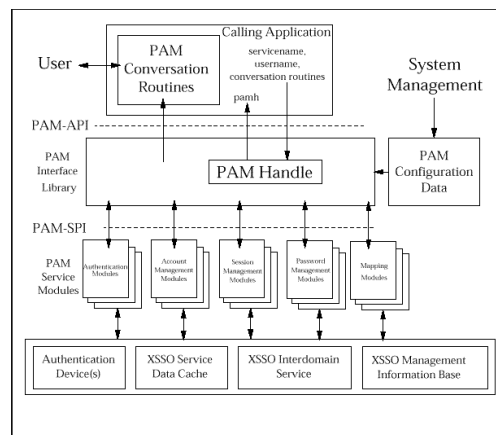 Calling Application
User
PAM
Conversation
Routines
servicename,
username,
conversation routines
pamh
System
Management
PAM-API
PAM
Interface
Library
PAM Handle
PAM
Configuration
Data
PAM-SPI
PAM
Service
Modules
Authentication
Modules
Account
Management
Modules
Session
Management
Modules
Password
Management
Modules
Mapping
Modules
Authentication
Device(s)
XSSO Service
Data Cache
XSSO Interdomain
Service
XSSO Management
Information Base